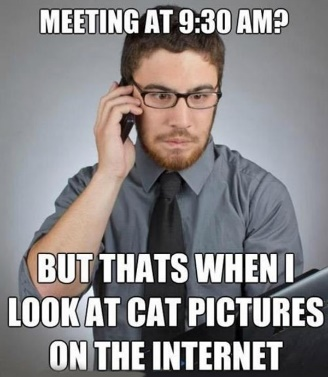 MEETING AT 9:30 AM?
BUT THATS WHEN I
LOOK AT CAT PICTURES
ON THE INTERNET